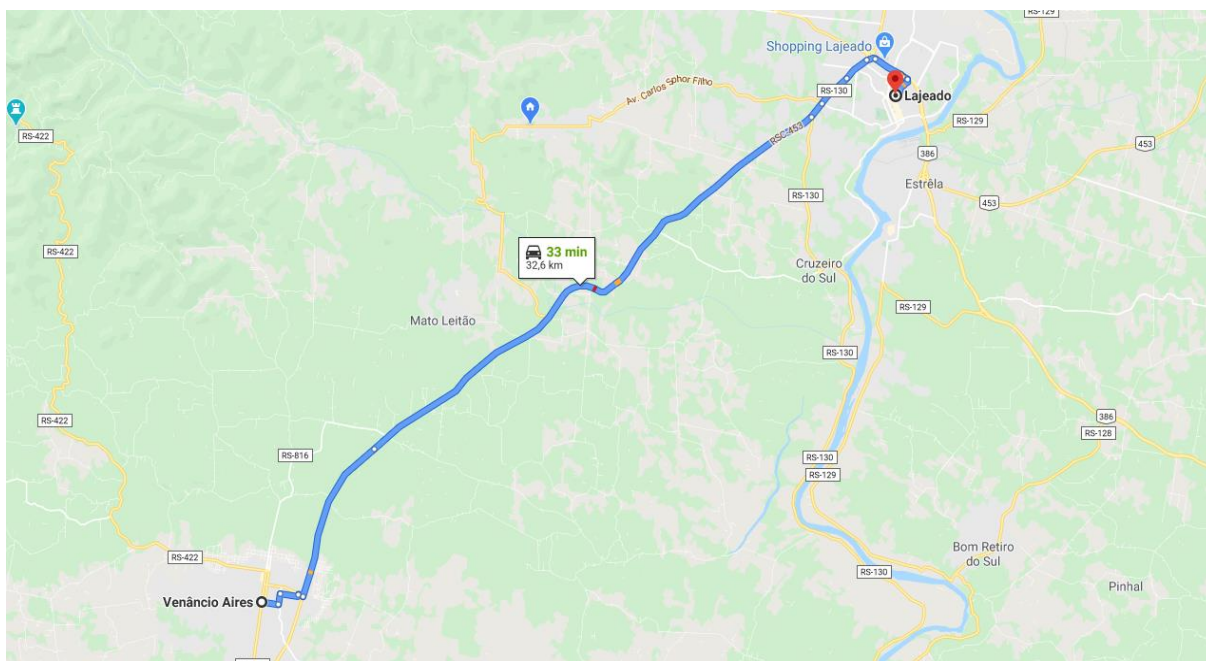 RS-129
Shopping Lajeado
Av. Carlos Sphor Filho
RS-130
Lajeado
RS-422
RSC-453
RS-129
386
453
RS-130
Estrêla
453
RS-422
33 min
32,6 km
Cruzeiro
do Sul
RS-129
Mato Leitão
RS-130
RS-422
386
RS-128
RS-816
RS-130
RS-129
RS-422
Bom Retiro
do Sul
RS-130
Pinhal
Venâncio Aires